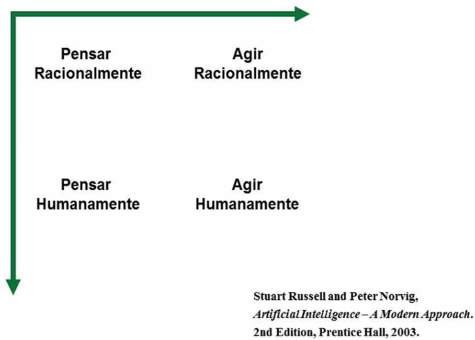 Pensar
Racionalmente
Agir
Racionalmente
Pensar
Humanamente
Agir
Humanamente
Stuart Russell and Peter Norvig,
Artificial Intelligence – A Modern Approach.
2nd Edition, Prentice Hall, 2003.